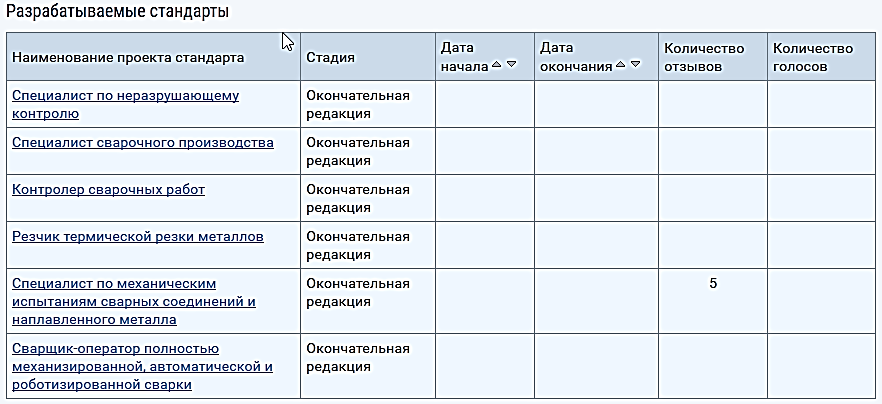 Разрабатываемые стандарты
Наименование проекта стандарта
Стадия
Дата
начала
Дата
окончания
Количество
отзывов
Количество
голосов
Специалист по неразрушающему
контролю
Окончательная
редакция
Специалист сварочного производства
Окончательная
редакция
Контролер сварочных работ
Окончательная
редакция
Резчик термической резки металлов
Окончательная
редакция
Специалист по механическим
испытаниям сварных соединений и
наплавленного металла
Окончательная
редакция
5
Сварщик-оператор полностью
механизированной, автоматической и
роботизированной сварки
Окончательная
редакция